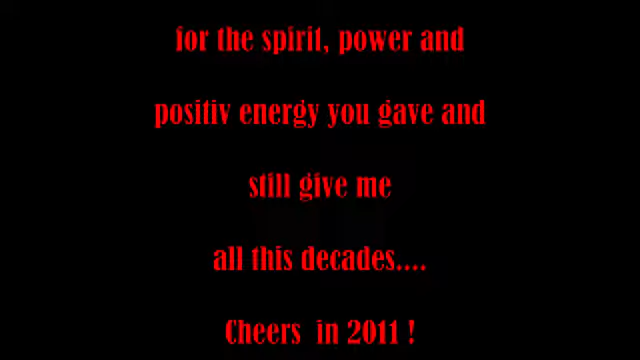 for the spirit, power and
positiv energy you gave and
still give me
all this decades....
Cheers  in 2011 !